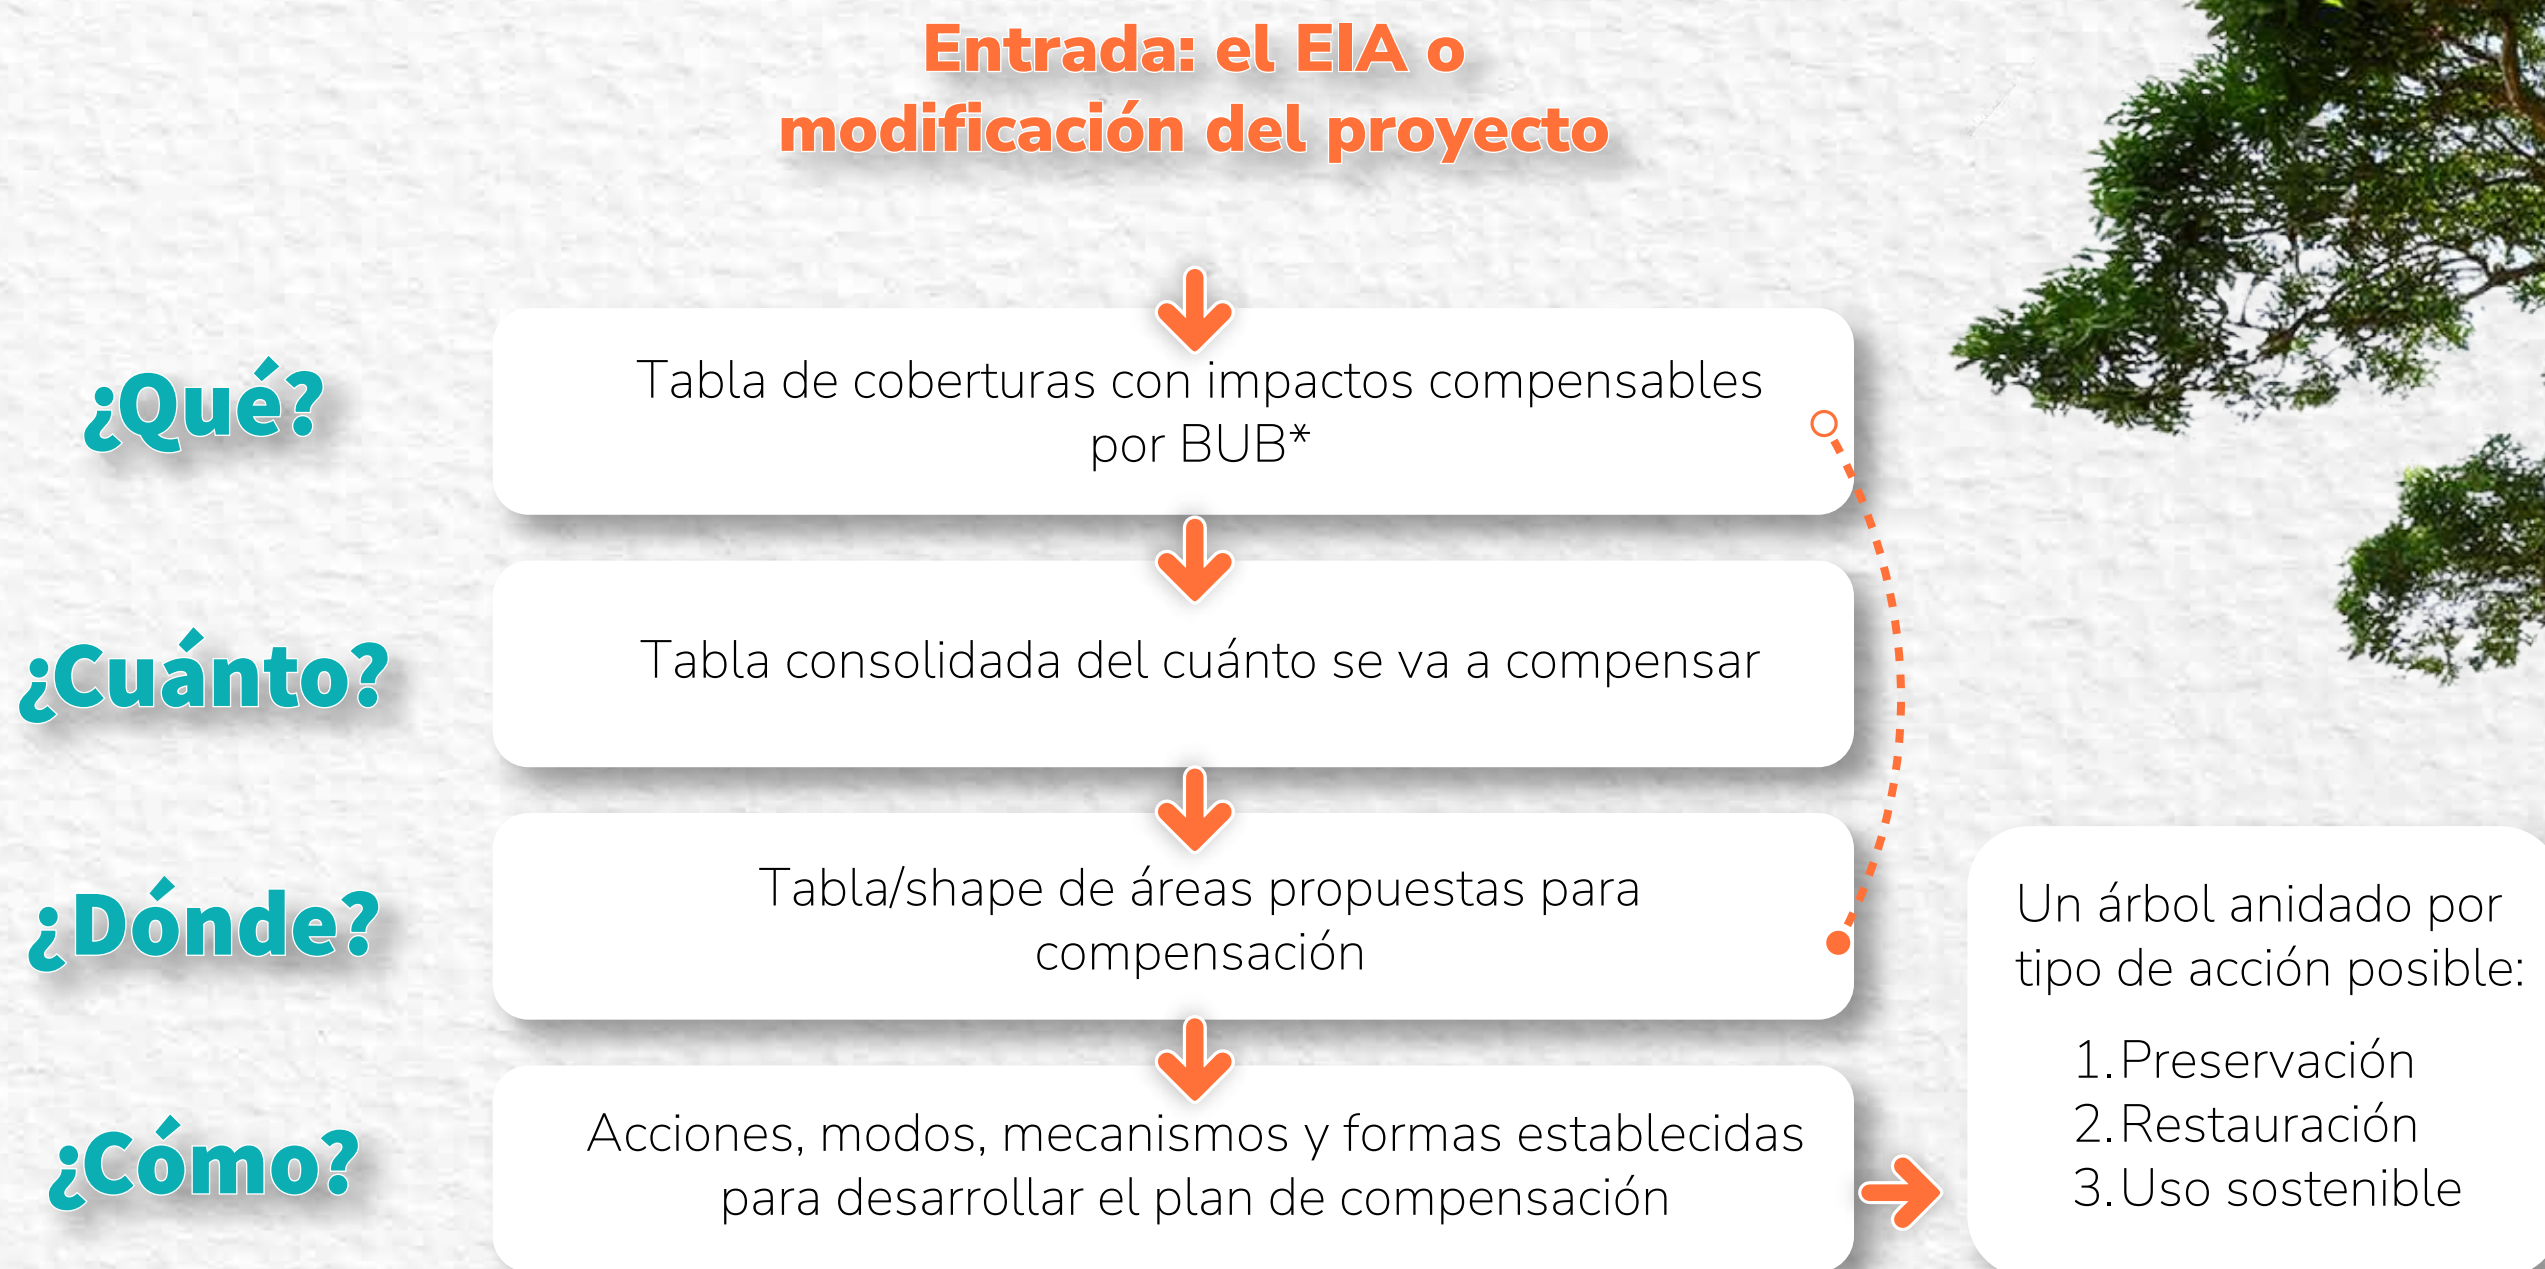 Entrada: el EIA o
modificación del proyecto
¿Qué?
Tabla de coberturas con impactos compensables
por BUB*
¿Cuánto?
Tabla consolidada del cuánto se va a compensar
¿Dónde?
Tabla/shape de áreas propuestas para
compensación
¿Cómo?
Acciones, modos, mecanismos y formas establecidas
para desarrollar el plan de compensación
Un árbol anidado por
tipo de acción posible:
1. Preservación
2. Restauración
3. Uso sostenible